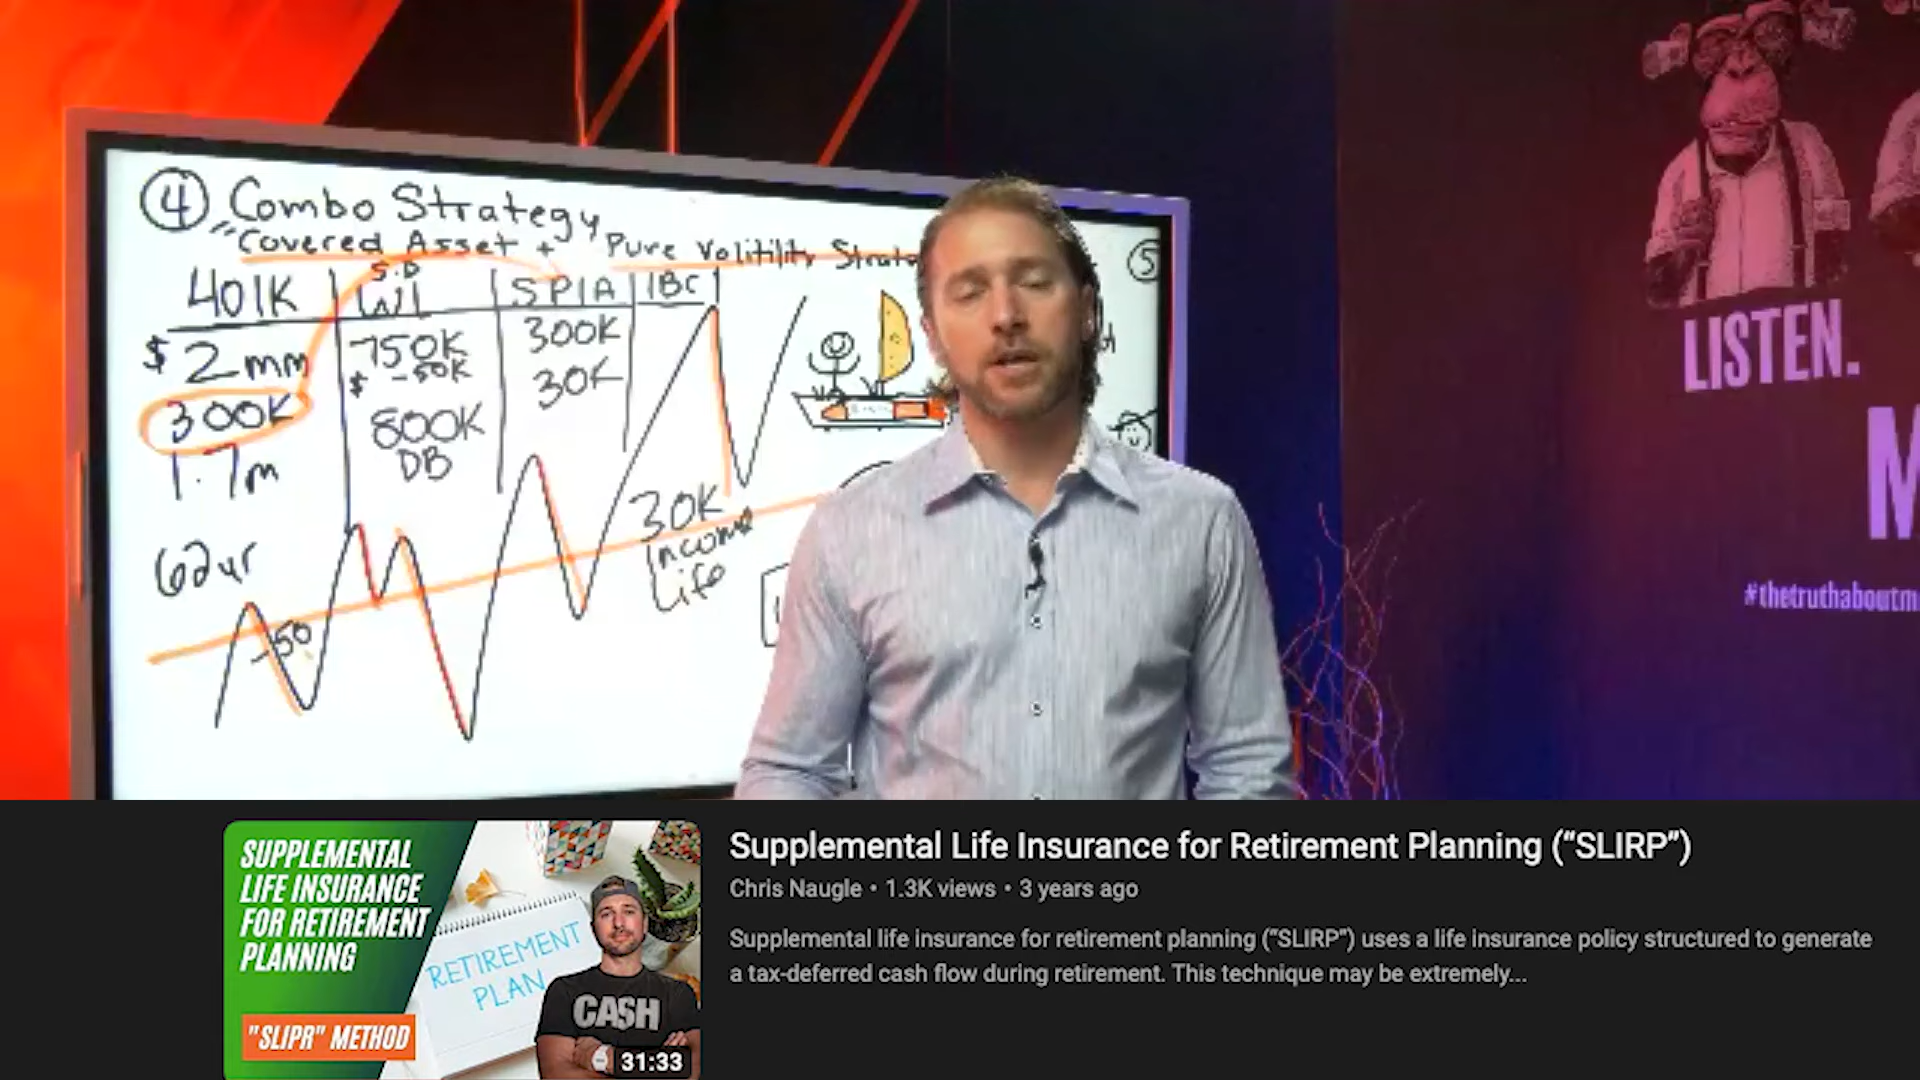 ④ Combo Strategy
"Covered Asset + Pure Volitility
401K
S.D
WL
SPIA
IBC
⑤
$ 2mm
750K
300K
$ -50K
30K
300K
800K
DB
1.7m
30K
Income
Life
62yr
-50
LISTEN.
M
#thetruthaboutm
SUPPLEMENTAL
LIFE INSURANCE
FOR RETIREMENT
PLANNING
"SLIPR" METHOD
RETIREMENT
PLAN
CASH
31:33
Supplemental Life Insurance for Retirement Planning (“SLIRP”)
Chris Naugle • 1.3K views • 3 years ago
Supplemental life insurance for retirement planning (“SLIRP”) uses a life insurance policy structured to generate
a tax-deferred cash flow during retirement. This technique may be extremely...